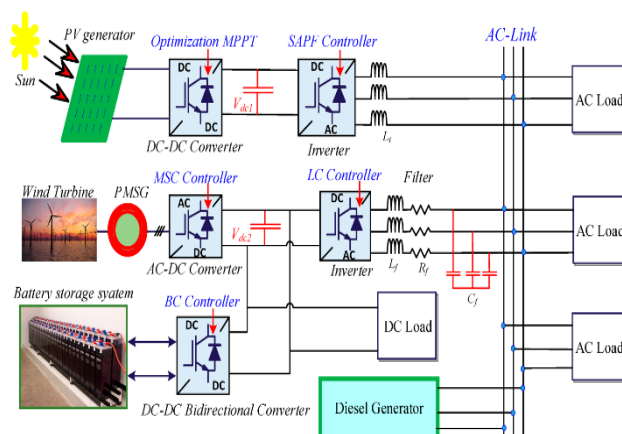 PV generator
Optimization MPPT
SAPF Controller
AC-Link
Sun
DC
DC
Vdc1
DC
AC
AC Load
DC-DC Converter
Inverter
Li
Wind Turbine
PMSG
MSC Controller
LC Controller
Filter
AC
DC
Vdc2
DC
AC
AC Load
AC-DC Converter
Inverter
Lf
Rf
Cf
Battery storage syatem
BC Controller
DC
DC
DC Load
AC Load
DC-DC Bidirectional Converter
Diesel Generator